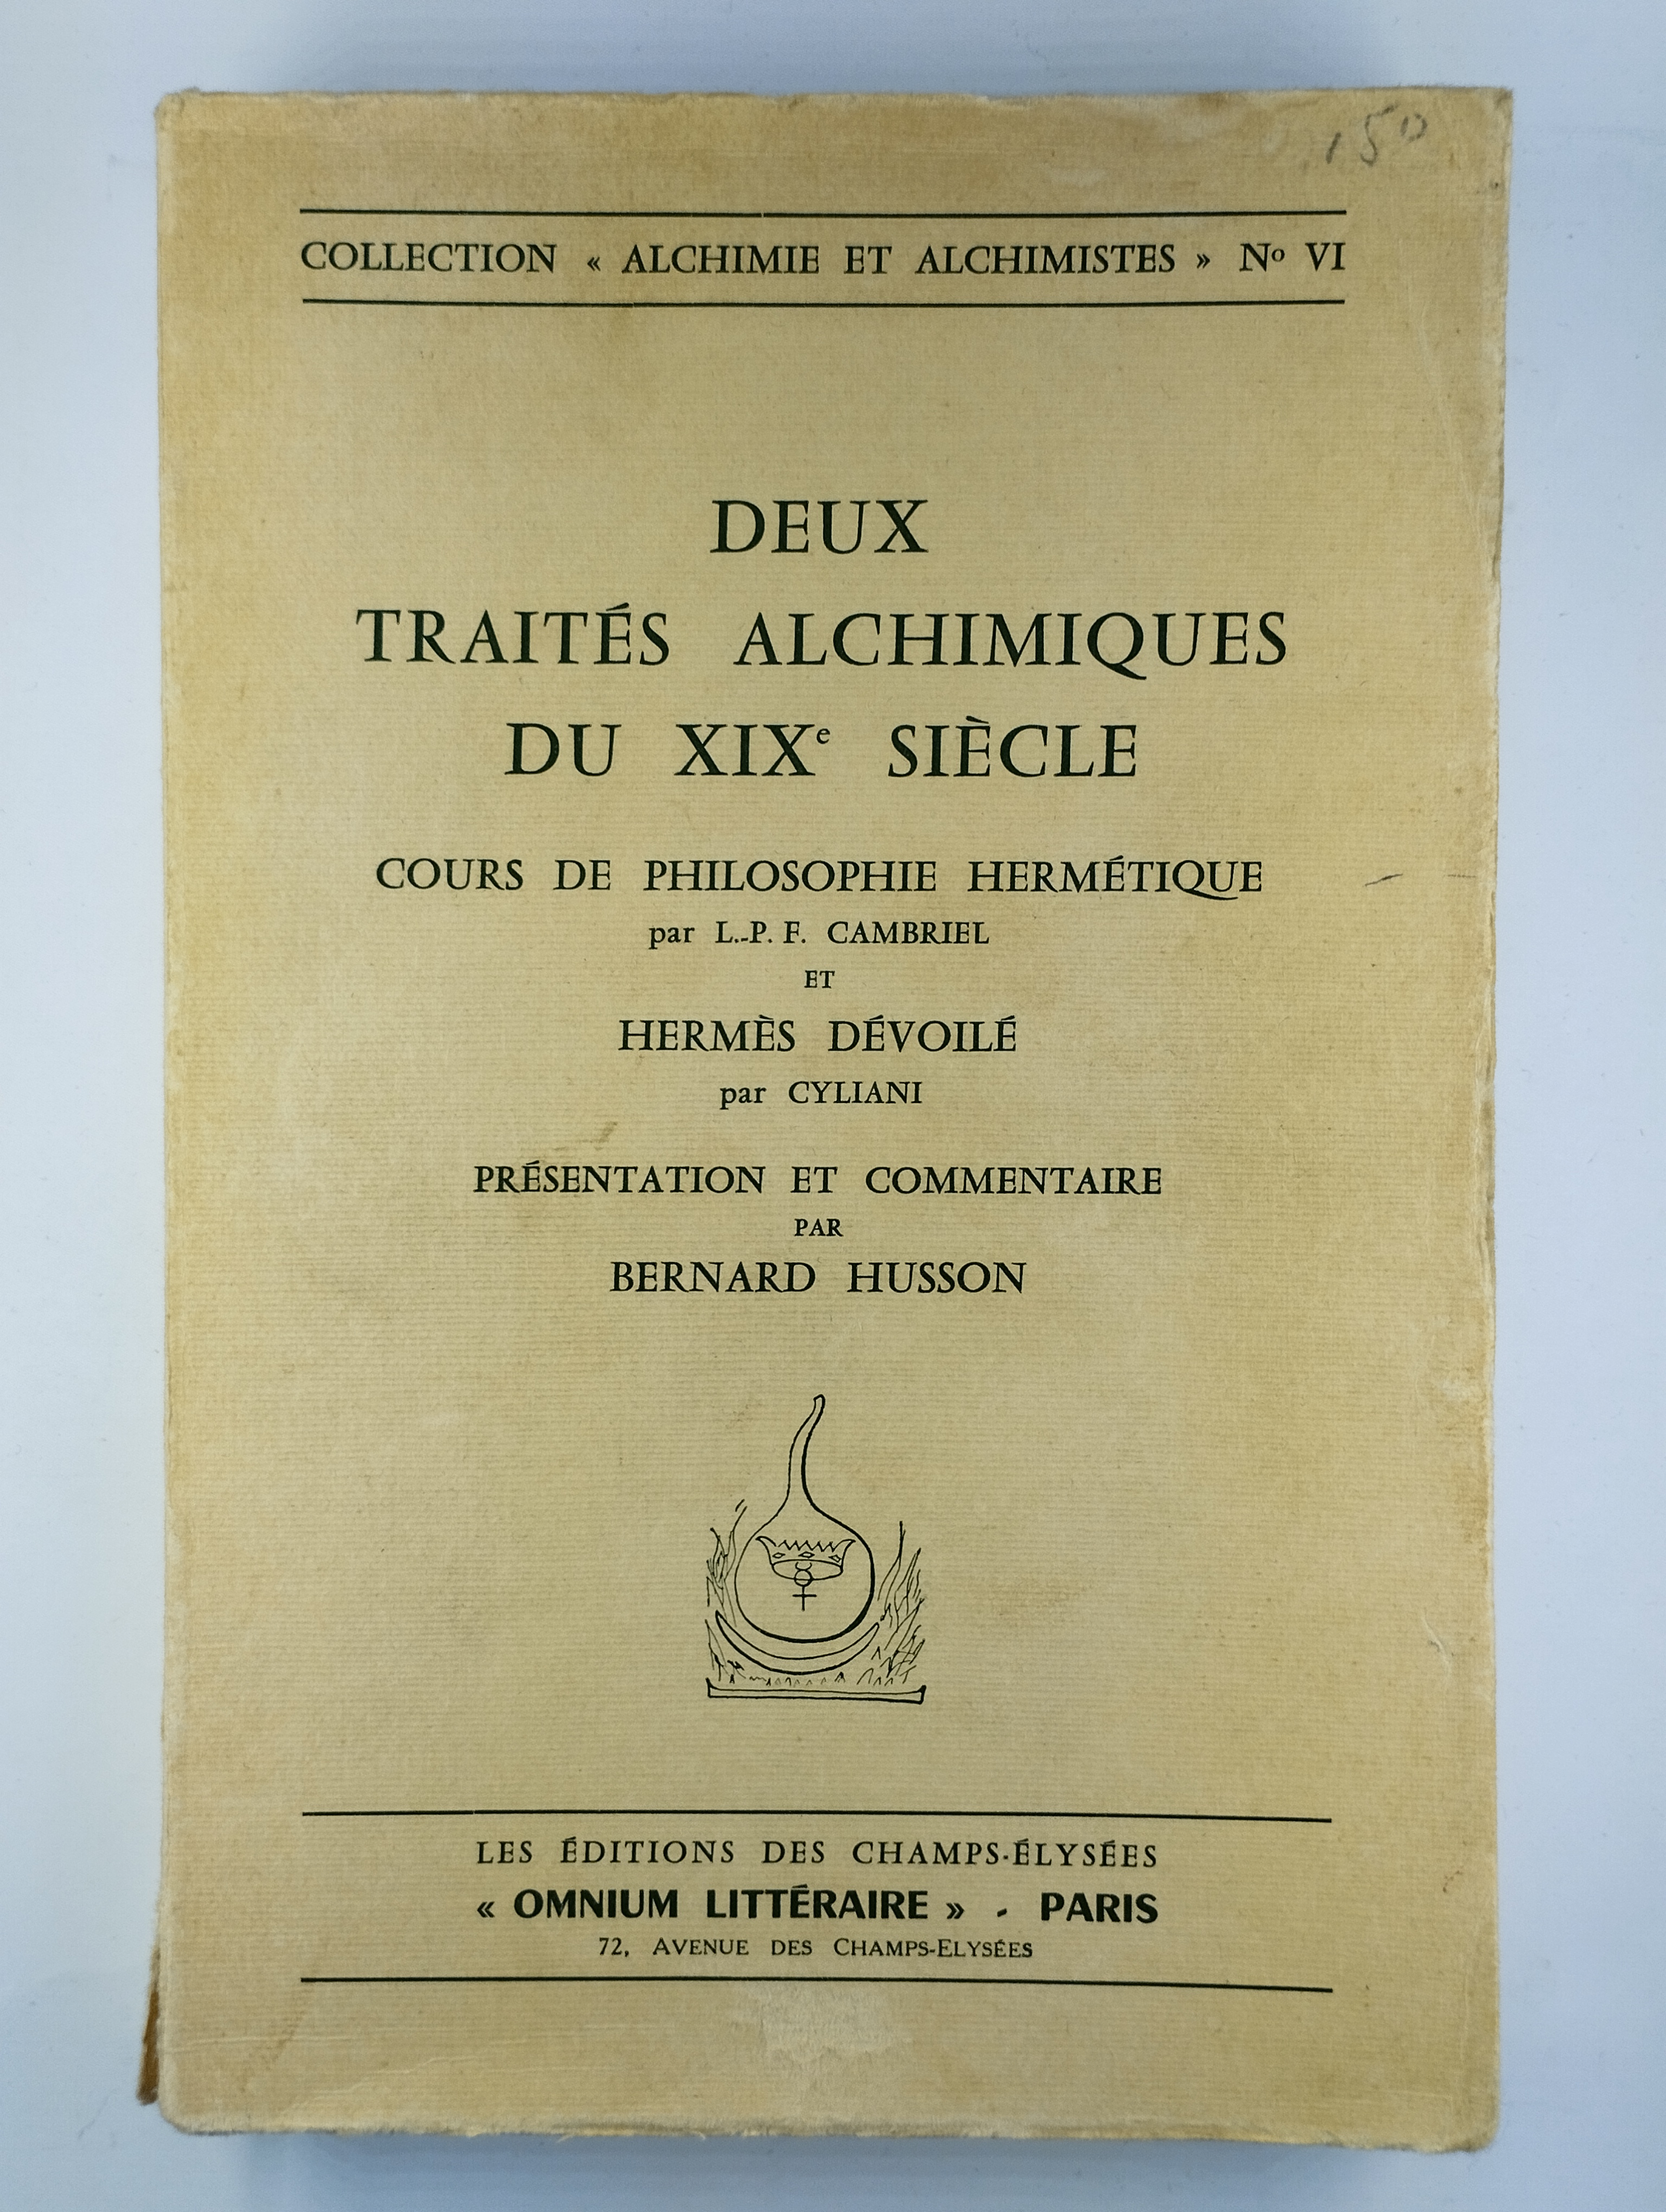 150
COLLECTION « ALCHIMIE ET ALCHIMISTES » Nº VI
DEUX
TRAITÉS ALCHIMIQUES
DU XIXe SIÈCLE
COURS DE PHILOSOPHIE HERMÉTIQUE
par L.-P. F. CAMBRIEL
ET
HERMÈS DÉVOILÉ
par CYLIANI
PRÉSENTATION ET COMMENTAIRE
PAR
BERNARD HUSSON
LES ÉDITIONS DES CHAMPS-ÉLYSÉES
« OMNIUM LITTÉRAIRE » - PARIS
72, AVENUE DES CHAMPS-ELYSÉES